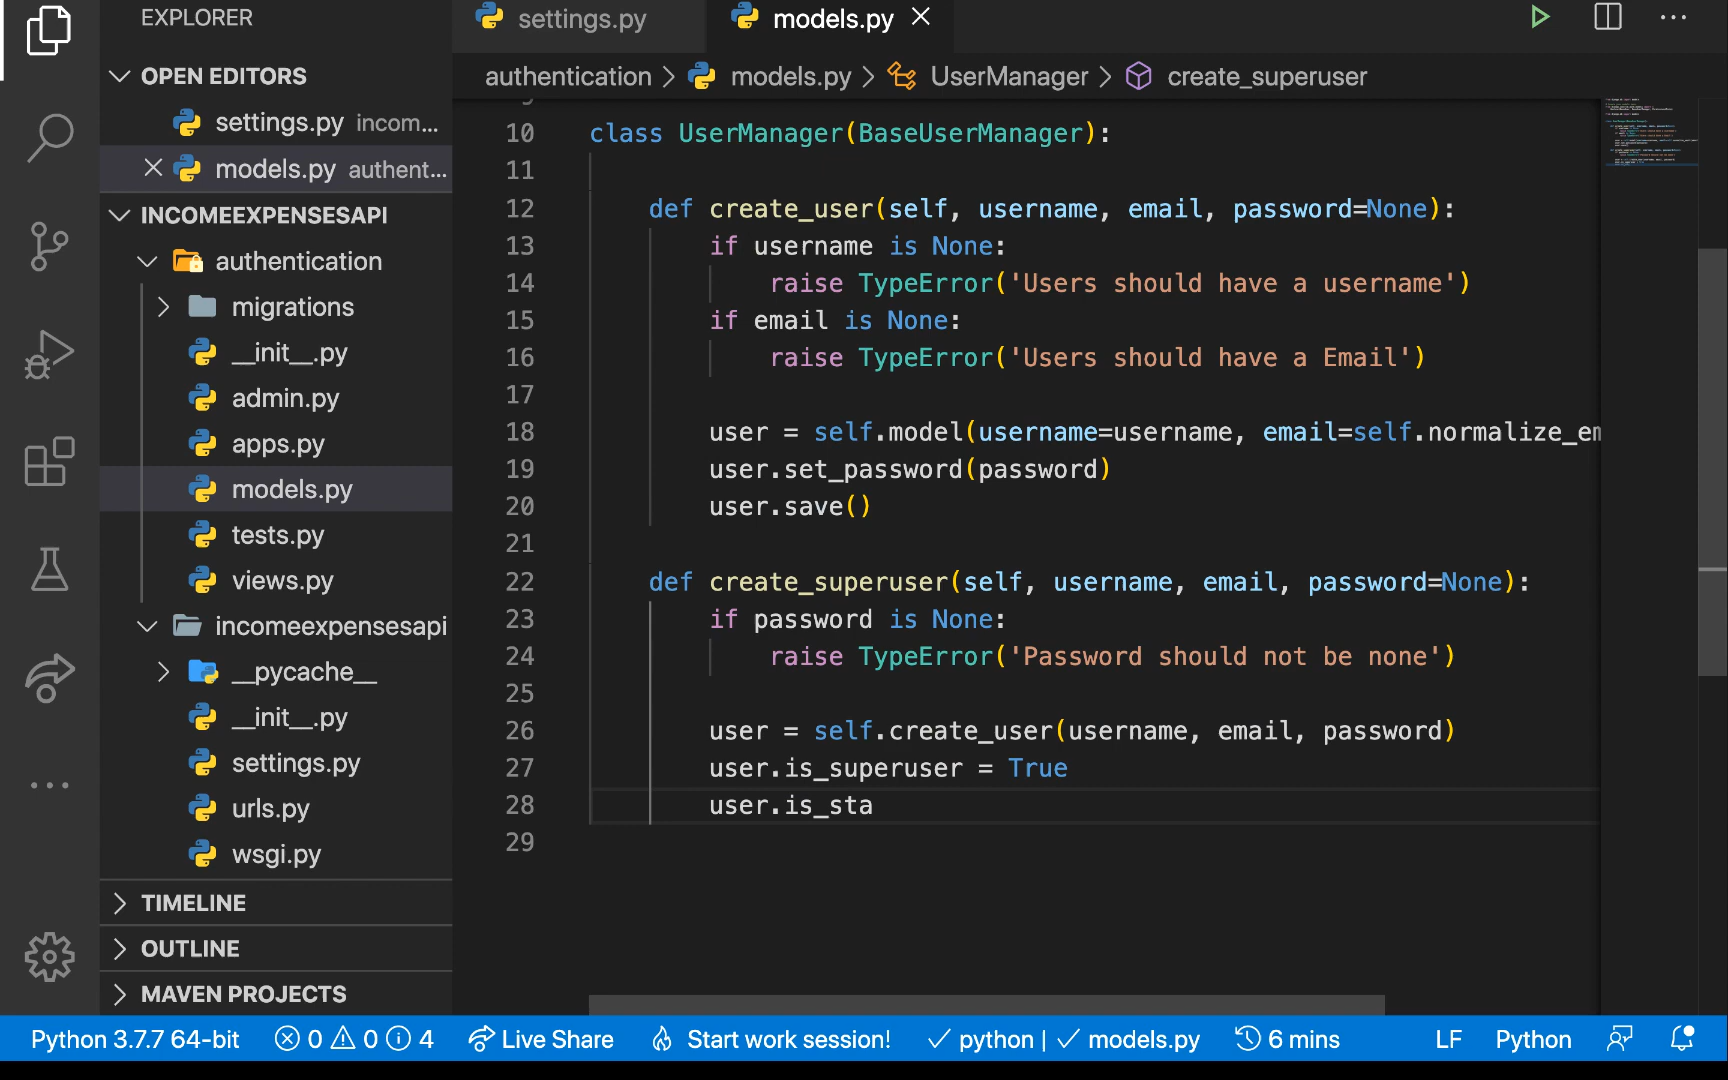 EXPLORER
OPEN EDITORS
settings.py incom...
models.py authent...
INCOMEEXPENSESAPI
authentication
migrations
__init__.py
admin.py
apps.py
models.py
tests.py
views.py
incomeexpensesapi
__pycache__
__init__.py
settings.py
urls.py
wsgi.py
TIMELINE
OUTLINE
MAVEN PROJECTS
settings.py
models.py
authentication > models.py > UserManager > create_superuser
10 class UserManager(BaseUserManager):
11
12 def create_user(self, username, email, password=None):
13 if username is None:
14 raise TypeError('Users should have a username')
15 if email is None:
16 raise TypeError('Users should have a Email')
17
18 user = self.model(username=username, email=self.normalize_em
19 user.set_password(password)
20 user.save()
21
22 def create_superuser(self, username, email, password=None):
23 if password is None:
24 raise TypeError('Password should not be none')
25
26 user = self.create_user(username, email, password)
27 user.is_superuser = True
28 user.is_sta
29
Python 3.7.7 64-bit 0 0 4 Live Share Start work session! python | models.py 6 mins LF Python